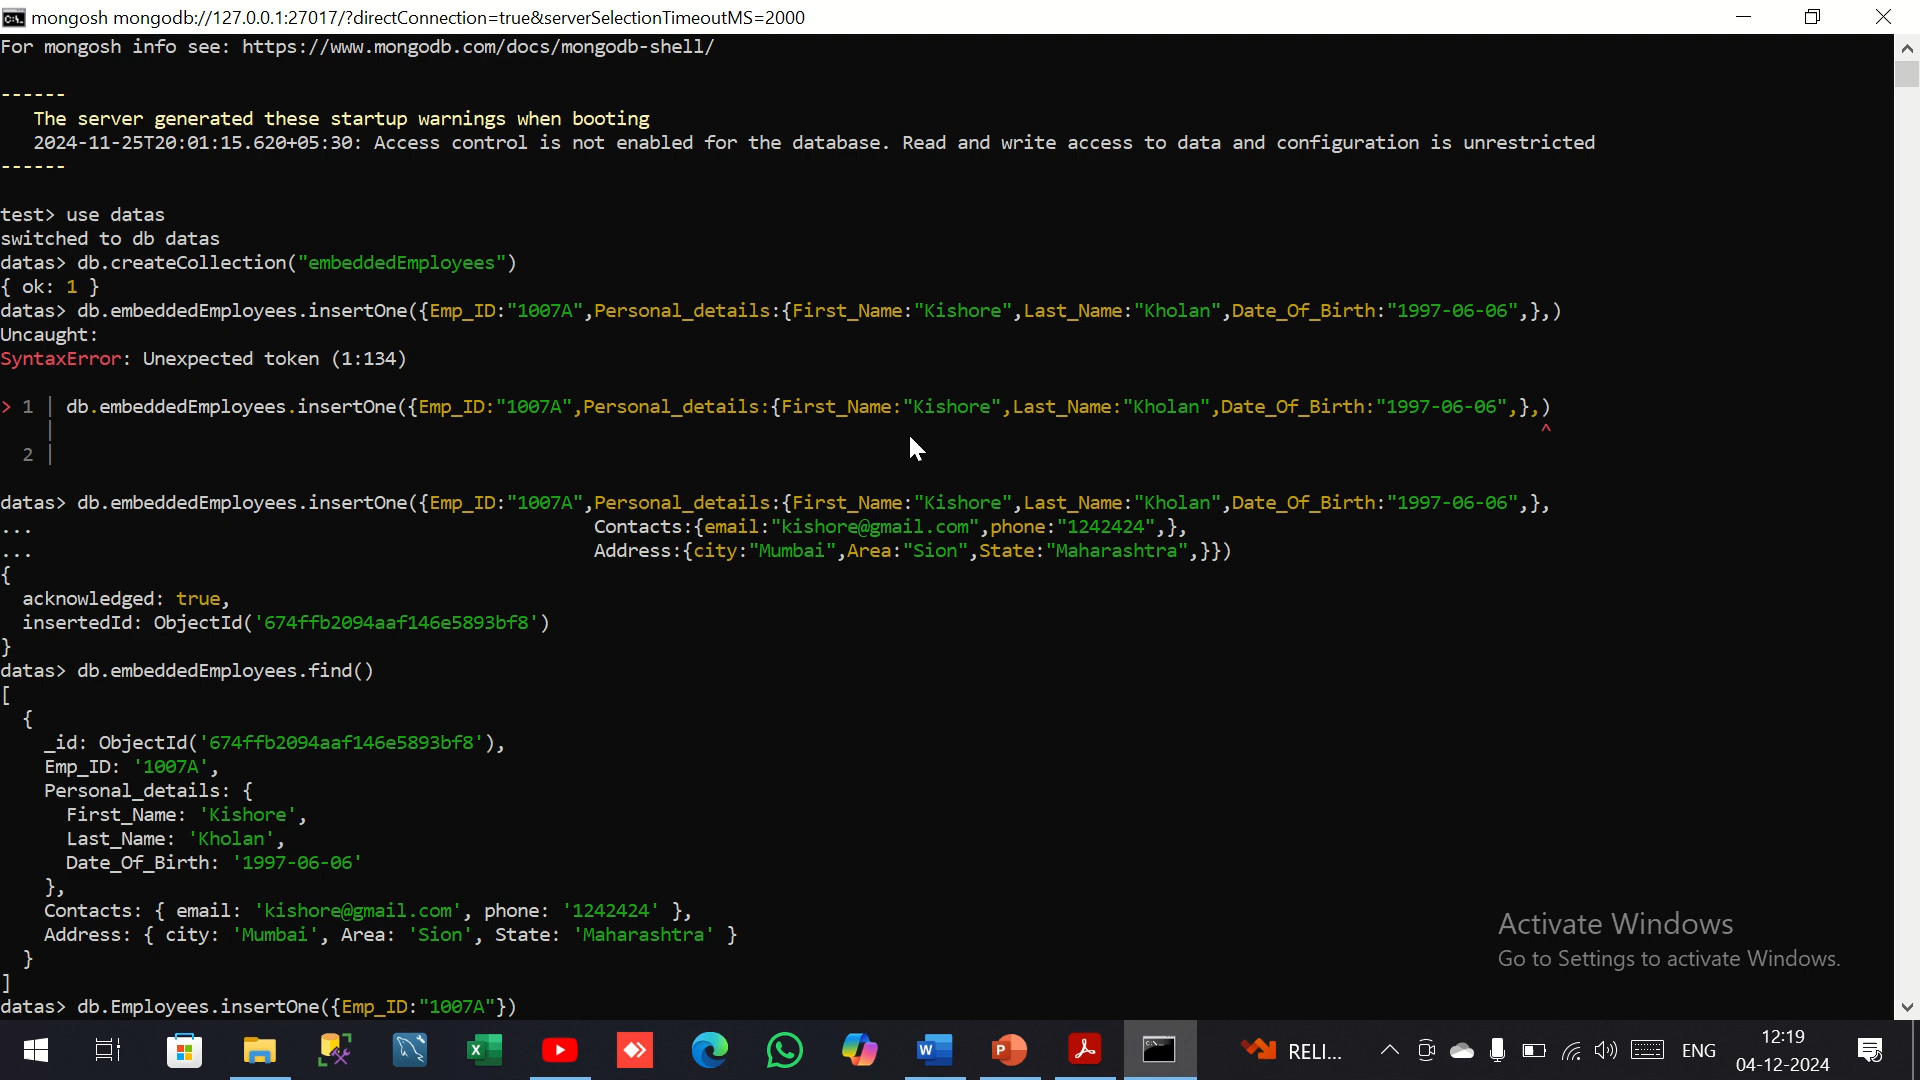 mongosh mongodb://127.0.0.1:27017/?directConnection=true&serverSelectionTimeoutMS=2000
For mongosh info see: https://www.mongodb.com/docs/mongodb-shell/
------
The server generated these startup warnings when booting
2024-11-25T20:01:15.620+05:30: Access control is not enabled for the database. Read and write access to data and configuration is unrestricted
------
test> use datas
switched to db datas
datas> db.createCollection("embeddedEmployees")
{ ok: 1 }
datas> db.embeddedEmployees.insertOne({Emp_ID:"1007A",Personal_details:{First_Name:"Kishore",Last_Name:"Kholan",Date_Of_Birth:"1997-06-06",},)
Uncaught:
SyntaxError: Unexpected token (1:134)
> 1 | db.embeddedEmployees.insertOne({Emp_ID:"1007A",Personal_details:{First_Name:"Kishore",Last_Name:"Kholan",Date_Of_Birth:"1997-06-06",},)
| ^
2 |
datas> db.embeddedEmployees.insertOne({Emp_ID:"1007A",Personal_details:{First_Name:"Kishore",Last_Name:"Kholan",Date_Of_Birth:"1997-06-06",},
... Contacts:{email:"kishore@gmail.com",phone:"1242424",},
... Address:{city:"Mumbai",Area:"Sion",State:"Maharashtra",}})
{
acknowledged: true,
insertedId: ObjectId('674ffb2094aaf146e5893bf8')
}
datas> db.embeddedEmployees.find()
[
{
_id: ObjectId('674ffb2094aaf146e5893bf8'),
Emp_ID: '1007A',
Personal_details: {
First_Name: 'Kishore',
Last_Name: 'Kholan',
Date_Of_Birth: '1997-06-06'
},
Contacts: { email: 'kishore@gmail.com', phone: '1242424' },
Address: { city: 'Mumbai', Area: 'Sion', State: 'Maharashtra' }
}
]
datas> db.Employees.insertOne({Emp_ID:"1007A"})
Activate Windows
Go to Settings to activate Windows.
RELI...
ENG
12:19
04-12-2024